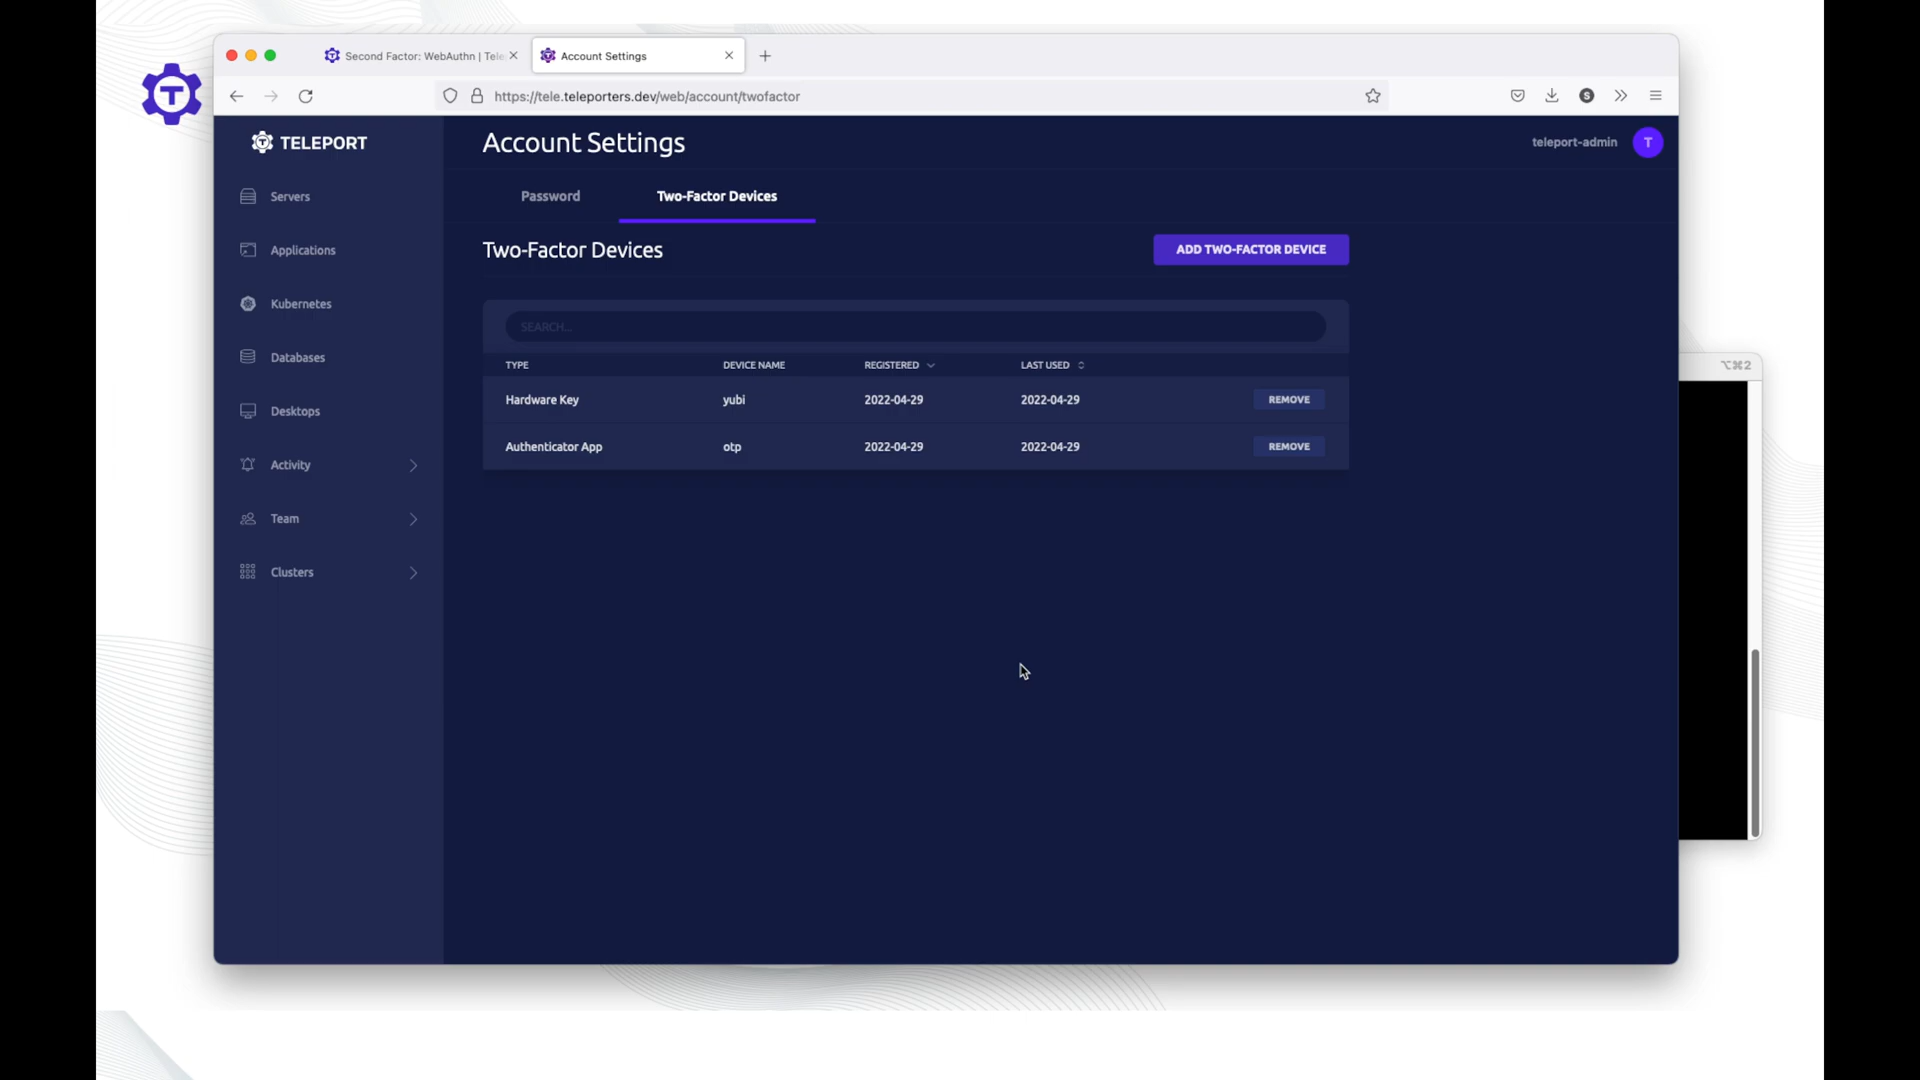 Second Factor: WebAuthn | Tele
Account Settings
https://tele.teleporters.dev/web/account/twofactor
S
T
TELEPORT
Account Settings
teleport-admin
T
Servers
Applications
Kubernetes
Databases
Desktops
Activity
Team
Clusters
Password
Two-Factor Devices
Two-Factor Devices
ADD TWO-FACTOR DEVICE
SEARCH...
TYPE DEVICE NAME REGISTERED LAST USED
Hardware Key yubi 2022-04-29 2022-04-29 REMOVE
Authenticator App otp 2022-04-29 2022-04-29 REMOVE
⌥⌘2